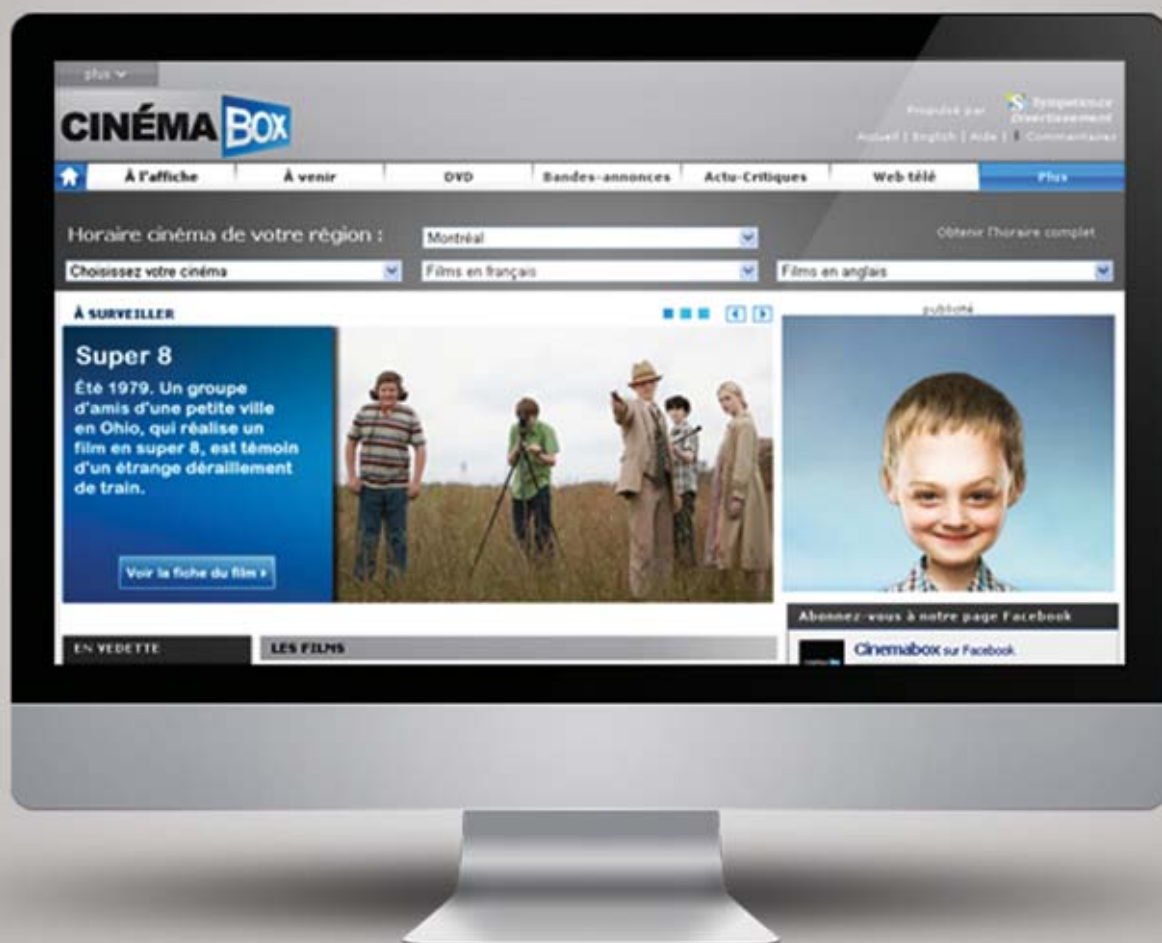 plus
CINÉMA BOX
Propulsé par Sympatico.ca Divertissement
Accueil | English | Aide | Commentaires
À l'affiche À venir DVD Bandes-annonces Actu-Critiques Web télé Plus
Horaire cinéma de votre région : Montréal Obtenir l'horaire complet
Choisissez votre cinéma Films en français Films en anglais
À SURVEILLER
publicité
Super 8
Été 1979. Un groupe
d'amis d'une petite ville
en Ohio, qui réalise un
film en super 8, est témoin
d'un étrange déraillement
de train.
Voir la fiche du film
Abonnez-vous à notre page Facebook
EN VEDETTE LES FILMS
Cinemabox sur Facebook